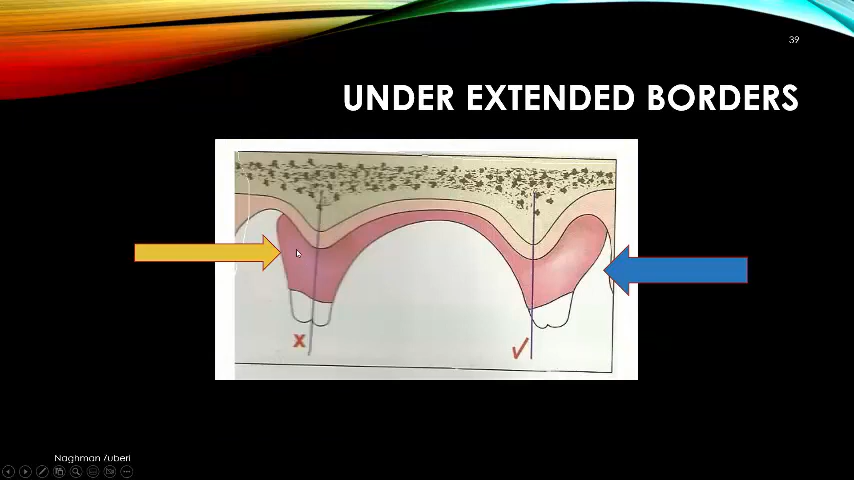 39
UNDER EXTENDED BORDERS
X
✓
Naghman Zuberi